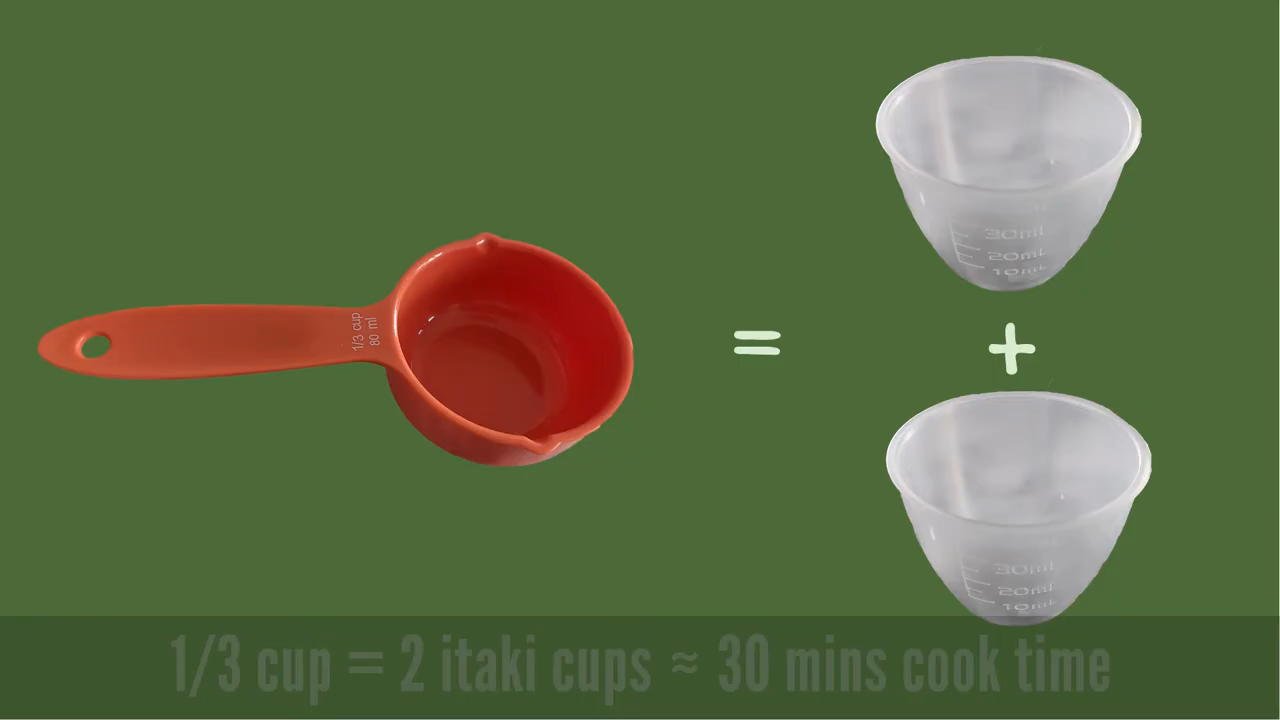 1/3 cup
80 ml
=
30ml
20ml
10ml
+
30ml
20ml
10ml
1/3 cup = 2 itaki cups ≈ 30 mins cook time